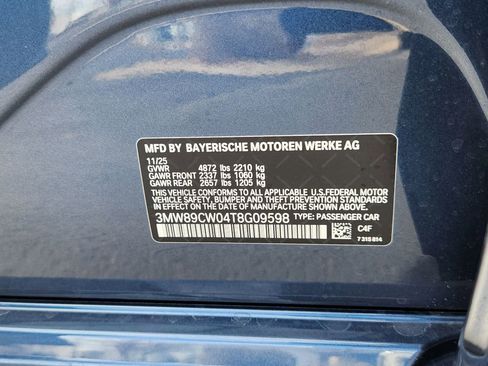 MFD BY BAYERISCHE MOTOREN WERKE AG
11/25
GVWR 4872 lbs 2210 kg
GAWR FRONT 2337 lbs 1060 kg
GAWR REAR 2657 lbs 1205 kg
THIS VEHICLE CONFORMS TO ALL APPLICABLE U.S. FEDERAL MOTOR
VEHICLE SAFETY, BUMPER AND THEFT PREVENTION STANDARDS
IN EFFECT ON THE DATE OF MANUFACTURE SHOWN ABOVE.
3MW89CW04T8G09598 TYPE: PASSENGER CAR
C4F
7 315 814